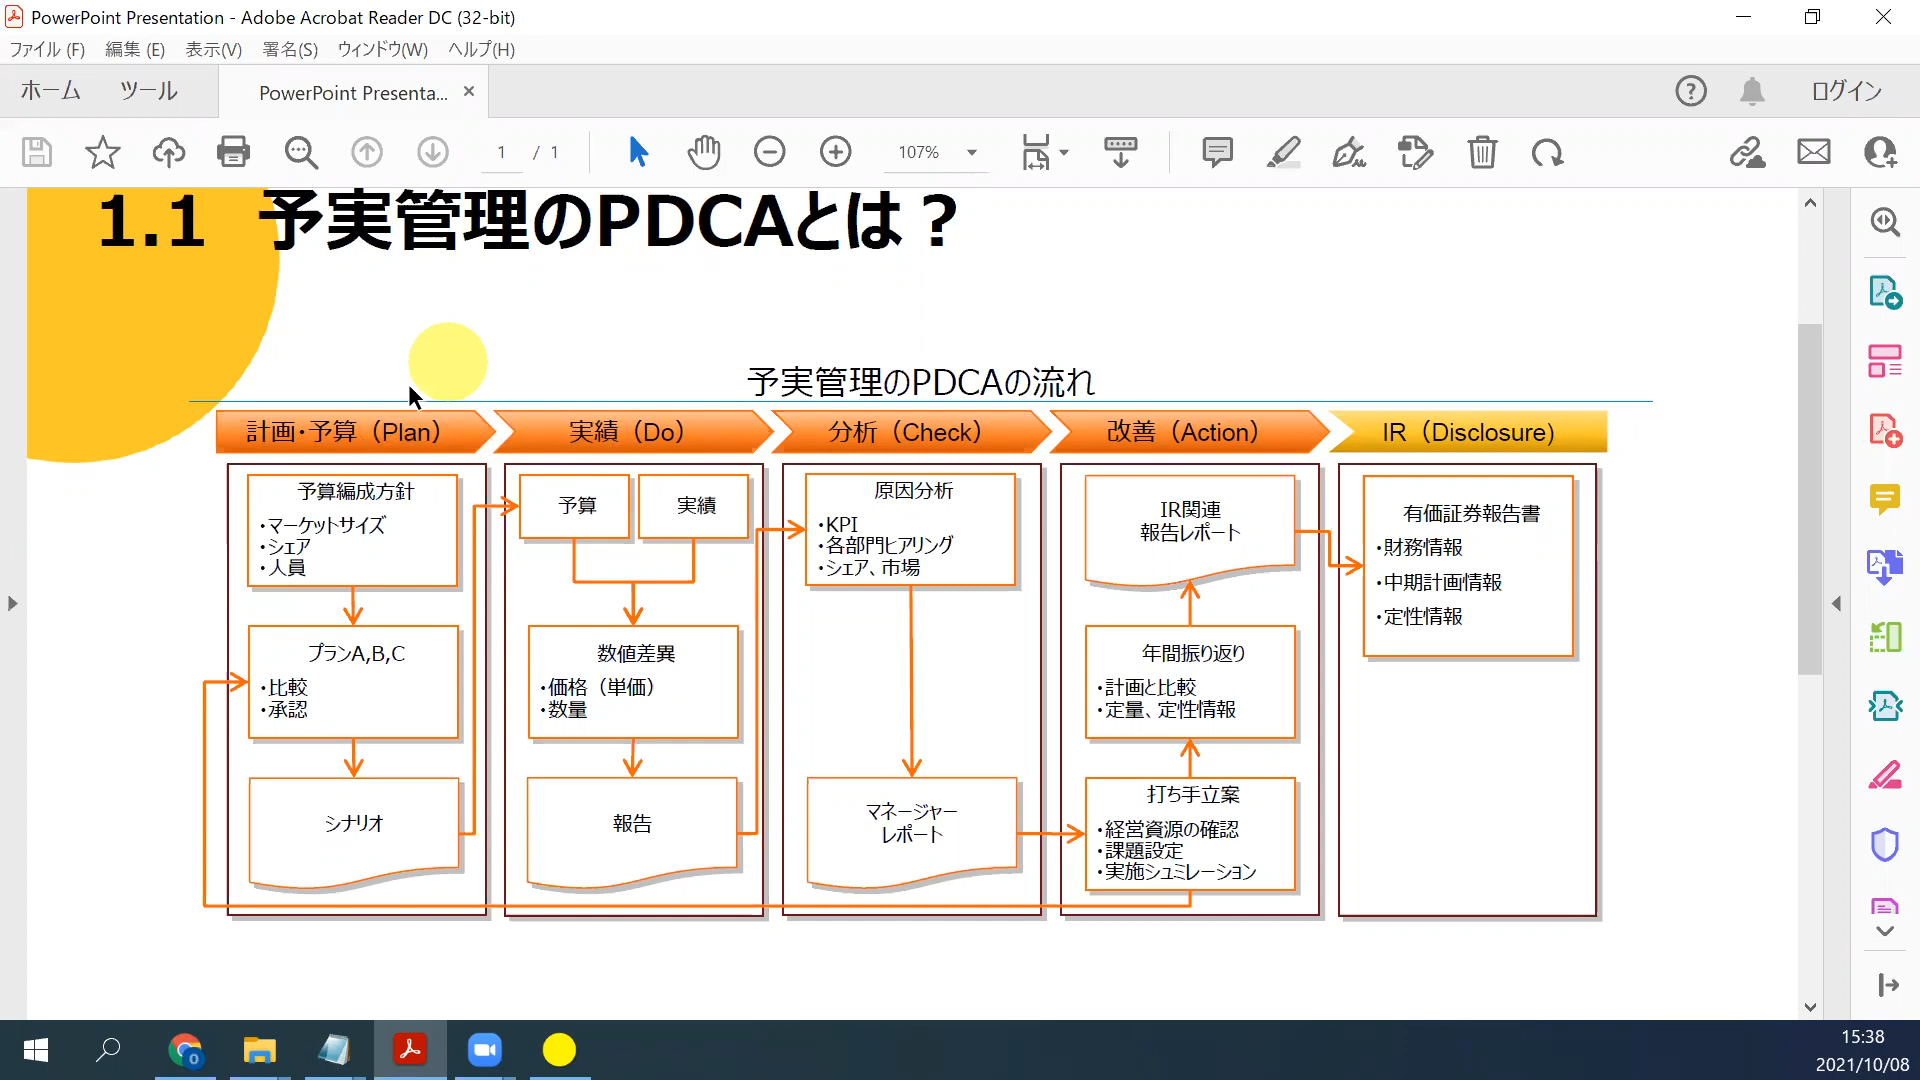 PowerPoint Presentation - Adobe Acrobat Reader DC (32-bit)
ファイル (F) 編集 (E) 表示(V) 署名(S) ウィンドウ(W) ヘルプ(H)
ホーム ツール PowerPoint Presenta... × ログイン
1 / 1 107%
1.1 予実管理のPDCAとは？
予実管理のPDCAの流れ
計画・予算（Plan） 実績（Do） 分析（Check） 改善（Action） IR（Disclosure)
予算編成方針
・マーケットサイズ
・シェア
・人員
プランA,B,C
・比較
・承認
シナリオ
予算 実績
数値差異
・価格（単価）
・数量
報告
原因分析
・KPI
・各部門ヒアリング
・シェア、市場
マネージャー
レポート
IR関連
報告レポート
年間振り返り
・計画と比較
・定量、定性情報
打ち手立案
・経営資源の確認
・課題設定
・実施シュミレーション
有価証券報告書
・財務情報
・中期計画情報
・定性情報
15:38
2021/10/08